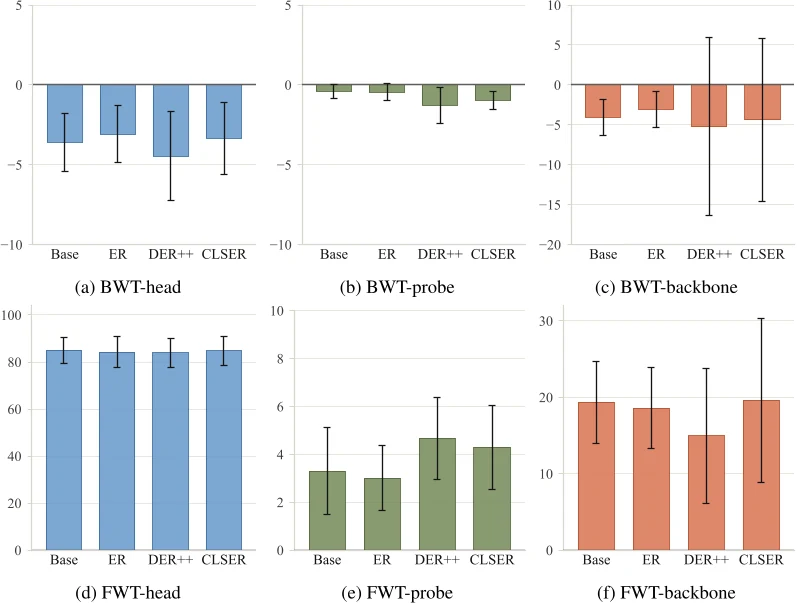 5
0
−5
−10
Base ER DER++ CLSER
(a) BWT-head
5
0
−5
−10
Base ER DER++ CLSER
(b) BWT-probe
10
5
0
−5
−10
−15
−20
Base ER DER++ CLSER
(c) BWT-backbone
100
80
60
40
20
0
Base ER DER++ CLSER
(d) FWT-head
10
8
6
4
2
0
Base ER DER++ CLSER
(e) FWT-probe
30
20
10
0
Base ER DER++ CLSER
(f) FWT-backbone